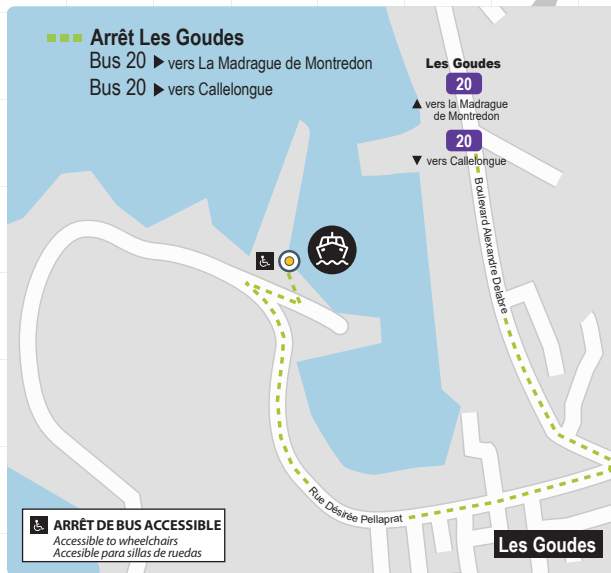 Arrêt Les Goudes
Bus 20 ▶ vers La Madrague de Montredon
Bus 20 ▶ vers Callelongue
Les Goudes
20
▲ vers la Madrague
de Montredon
20
▼ vers Callelongue
Boulevard Alexandre Delabre
Rue Désirée Pellaprat
ARRÊT DE BUS ACCESSIBLE
Accessible to wheelchairs
Accesible para sillas de ruedas
Les Goudes